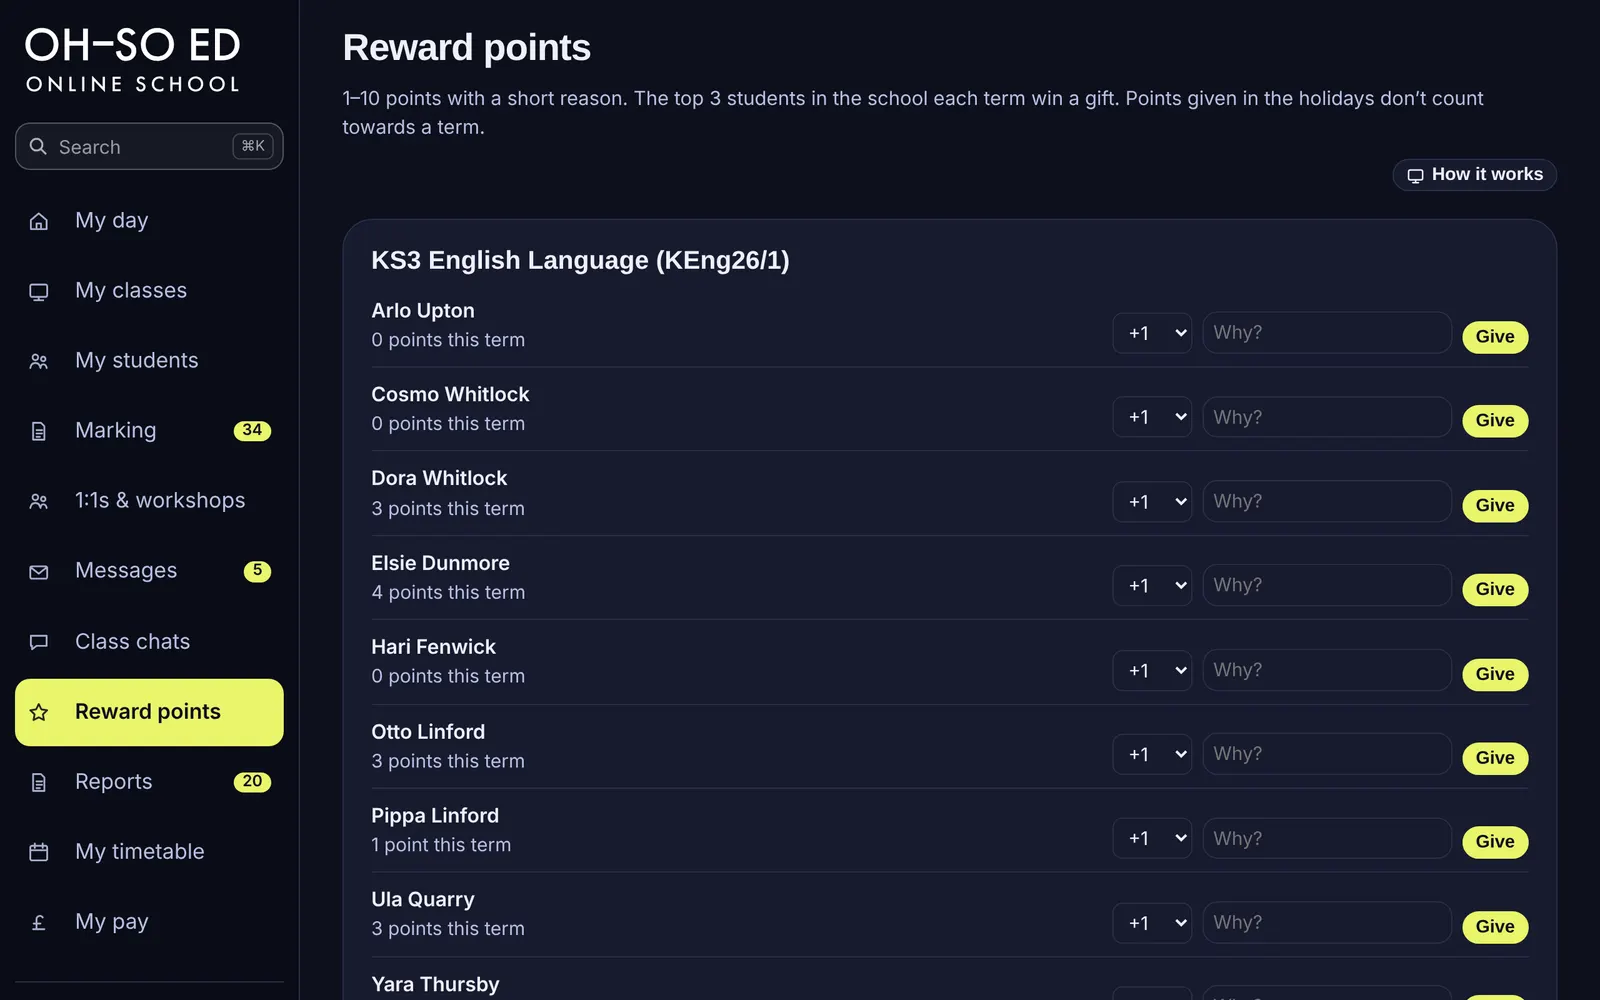 OH–SO ED
ONLINE SCHOOL
Search
⌘K
My day
My classes
My students
Marking
34
1:1s & workshops
Messages
5
Class chats
Reward points
Reports
20
My timetable
£
My pay
Reward points
1–10 points with a short reason. The top 3 students in the school each term win a gift. Points given in the holidays don’t count
towards a term.
How it works
KS3 English Language (KEng26/1)
Arlo Upton
0 points this term
+1
Why?
Give
Cosmo Whitlock
0 points this term
+1
Why?
Give
Dora Whitlock
3 points this term
+1
Why?
Give
Elsie Dunmore
4 points this term
+1
Why?
Give
Hari Fenwick
0 points this term
+1
Why?
Give
Otto Linford
3 points this term
+1
Why?
Give
Pippa Linford
1 point this term
+1
Why?
Give
Ula Quarry
3 points this term
+1
Why?
Give
Yara Thursby